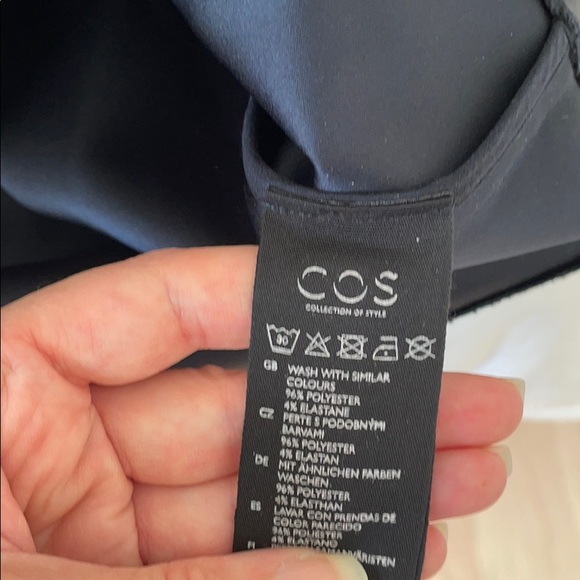 COS
COLLECTION OF STYLE
30
GB WASH WITH SIMILAR
COLOURS
96% POLYESTER
4% ELASTANE
CZ PERTE S PODOBNÝMI
BARVAMI
96% POLYESTER
4% ELASTAN
DE MIT ÄHNLICHEN FARBEN
WASCHEN
96% POLYESTER
4% ELASTHAN
ES LAVAR CON PRENDAS DE
COLOR PARECIDO
96% POLIÉSTER
4% ELASTANO
FI